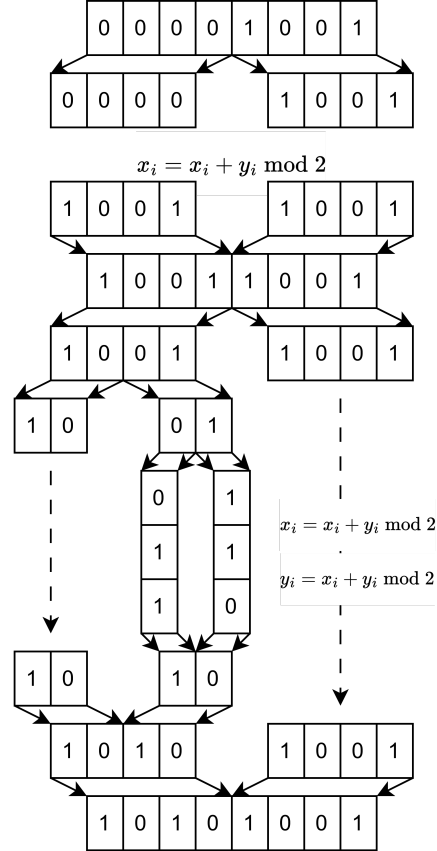 0 0 0 0 1 0 0 1
0 0 0 0 1 0 0 1
x_i = x_i + y_i mod 2
1 0 0 1 1 0 0 1
1 0 0 1 1 0 0 1
1 0 0 1 1 0 0 1
1 0 0 1
0 1
1 1
x_i = x_i + y_i mod 2
.
y_i = x_i + y_i mod 2
1 0
1 0 1 0
1 0 1 0 1 0 0 1
1 0 1 0 1 0 0 1